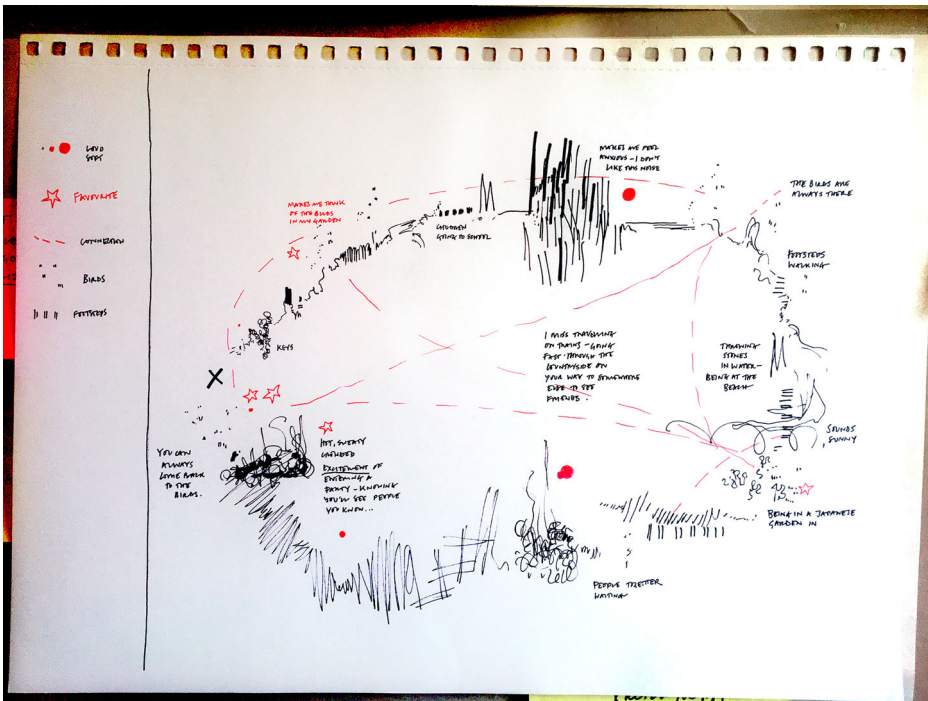 LOUD
SPOT
FAVOURITE
CONNECTION
BIRDS
FOOTSTEPS
MAKES ME THINK
OF THE BIRDS
IN MY GARDEN
CHILDREN
GOING TO SCHOOL
MAKES ME FEEL
ANXIOUS - I DON'T
LIKE THIS NOISE
THE BIRDS ARE
ALWAYS THERE
FOOTSTEPS
WALKING
KEYS
I MISS TRAVELLING
ON TRAINS - GOING
FAST THROUGH THE
COUNTRYSIDE ON
YOUR WAY TO SOMEWHERE
ELSE TO SEE
FRIENDS.
THROWING
STONES
IN WATER -
BEING AT THE
BEACH
SOUNDS
SUNNY
X
YOU CAN
ALWAYS
COME BACK
TO THE
BIRDS.
HOT, SWEATY
CROWDED
EXCITEMENT OF
ENTERING A
PARTY - KNOWING
YOU'LL SEE PEOPLE
YOU KNOW...
BEING IN A JAPANESE
GARDEN IN
PEOPLE TOGETHER
WAITING